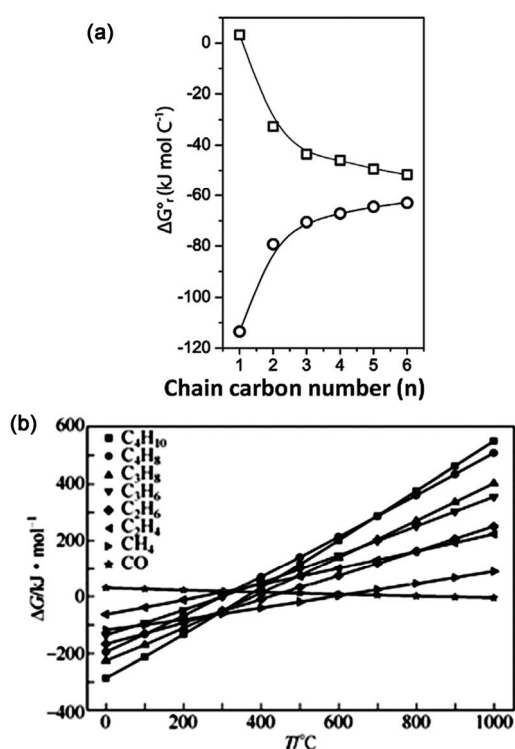 (a)
ΔG°r (kJ mol C⁻¹)
0
-20
-40
-60
-80
-100
-120
1 2 3 4 5 6
Chain carbon number (n)
(b)
C₄H₁₀
C₄H₈
C₃H₈
C₃H₆
C₂H₆
C₂H₄
CH₄
CO
ΔG/kJ • mol⁻¹
600
400
200
0
−200
−400
0 200 400 600 800 1000
T/°C